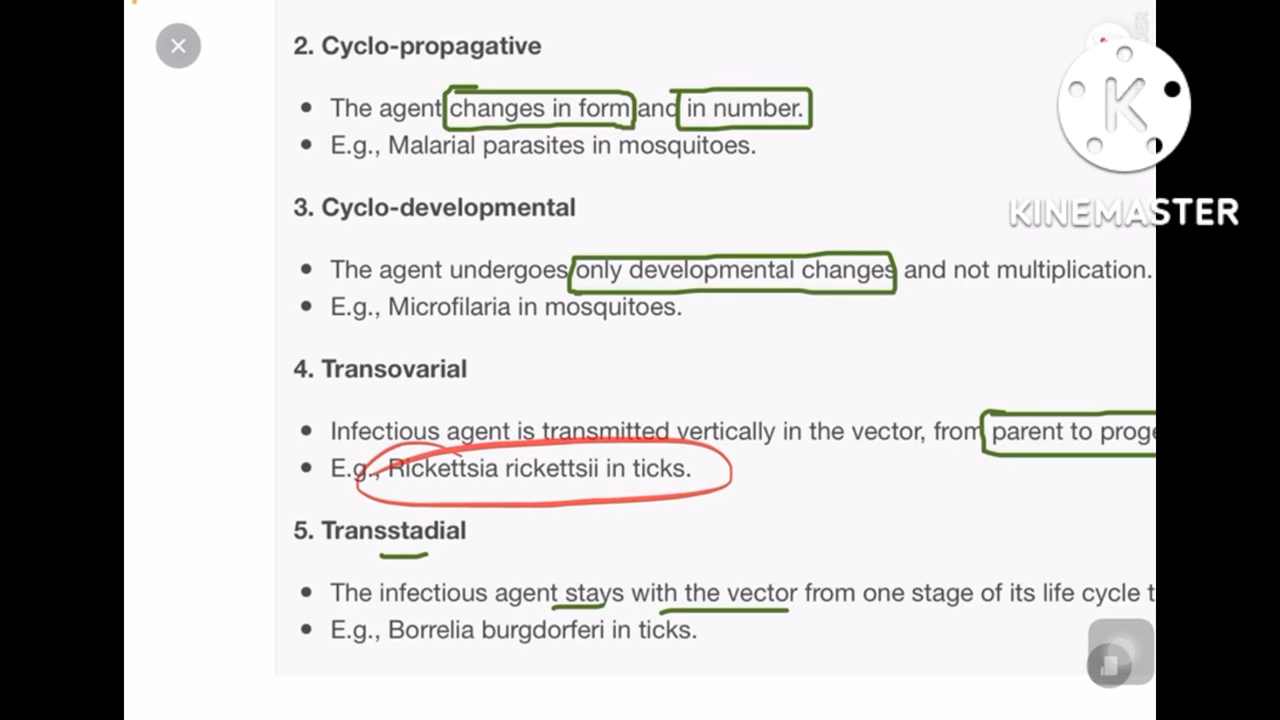 2. Cyclo-propagative
• The agent changes in form and in number.
• E.g., Malarial parasites in mosquitoes.
3. Cyclo-developmental
• The agent undergoes only developmental changes and not multiplication.
• E.g., Microfilaria in mosquitoes.
4. Transovarial
• Infectious agent is transmitted vertically in the vector, from parent to proge
• E.g., Rickettsia rickettsii in ticks.
5. Transstadial
• The infectious agent stays with the vector from one stage of its life cycle t
• E.g., Borrelia burgdorferi in ticks.
K
KINEMASTER